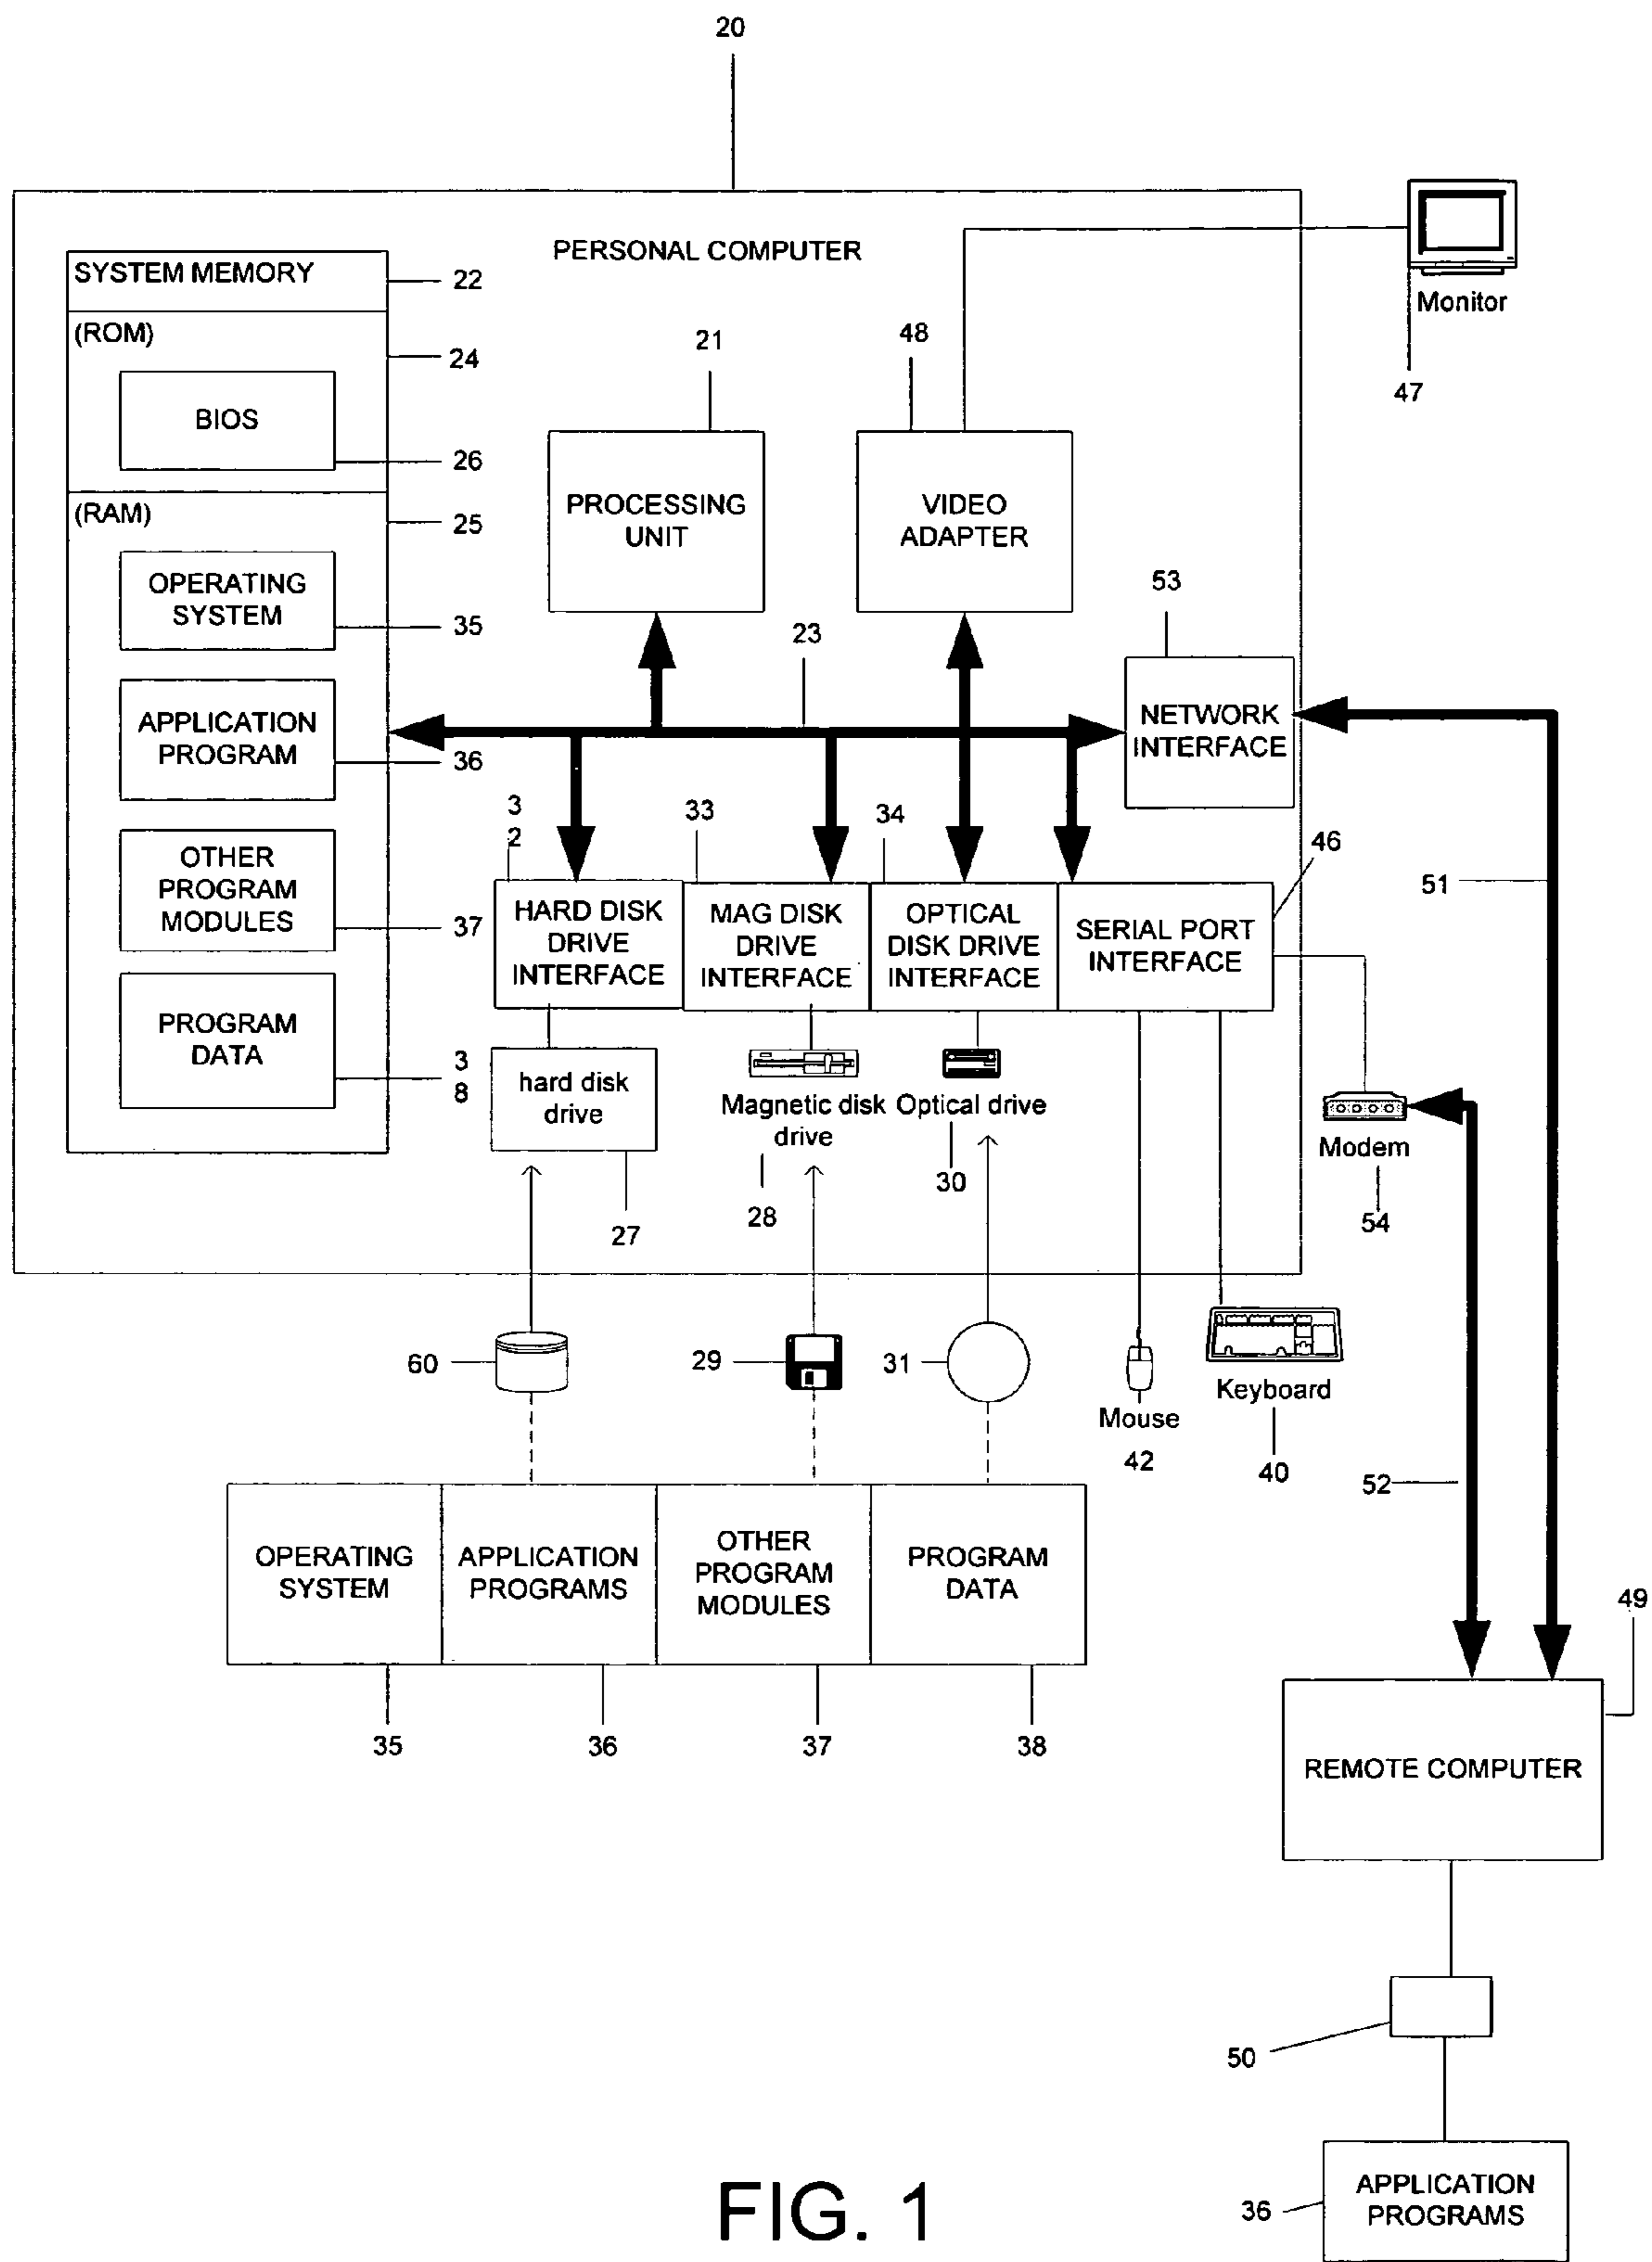 20
PERSONAL COMPUTER
SYSTEM MEMORY
22
(ROM)
24
BIOS
26
(RAM)
25
OPERATING
SYSTEM
35
APPLICATION
PROGRAM
36
OTHER
PROGRAM
MODULES
37
PROGRAM
DATA
3
8
21
PROCESSING
UNIT
48
VIDEO
ADAPTER
Monitor
47
23
53
NETWORK
INTERFACE
3
2
HARD DISK
DRIVE
INTERFACE
33
MAG DISK
DRIVE
INTERFACE
34
OPTICAL
DISK DRIVE
INTERFACE
46
SERIAL PORT
INTERFACE
51
hard disk
drive
27
Magnetic disk
drive
28
Optical drive
30
Modem
54
60
29
31
Mouse
42
Keyboard
40
52
OPERATING
SYSTEM
APPLICATION
PROGRAMS
OTHER
PROGRAM
MODULES
PROGRAM
DATA
35
36
37
38
49
REMOTE COMPUTER
50
36
APPLICATION
PROGRAMS
FIG. 1